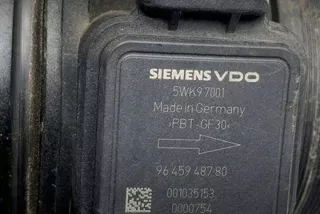 SIEMENS VDO
5WK97001
Made in Germany
>PBT-GF30<
96 459 487 80
001035153
0000754